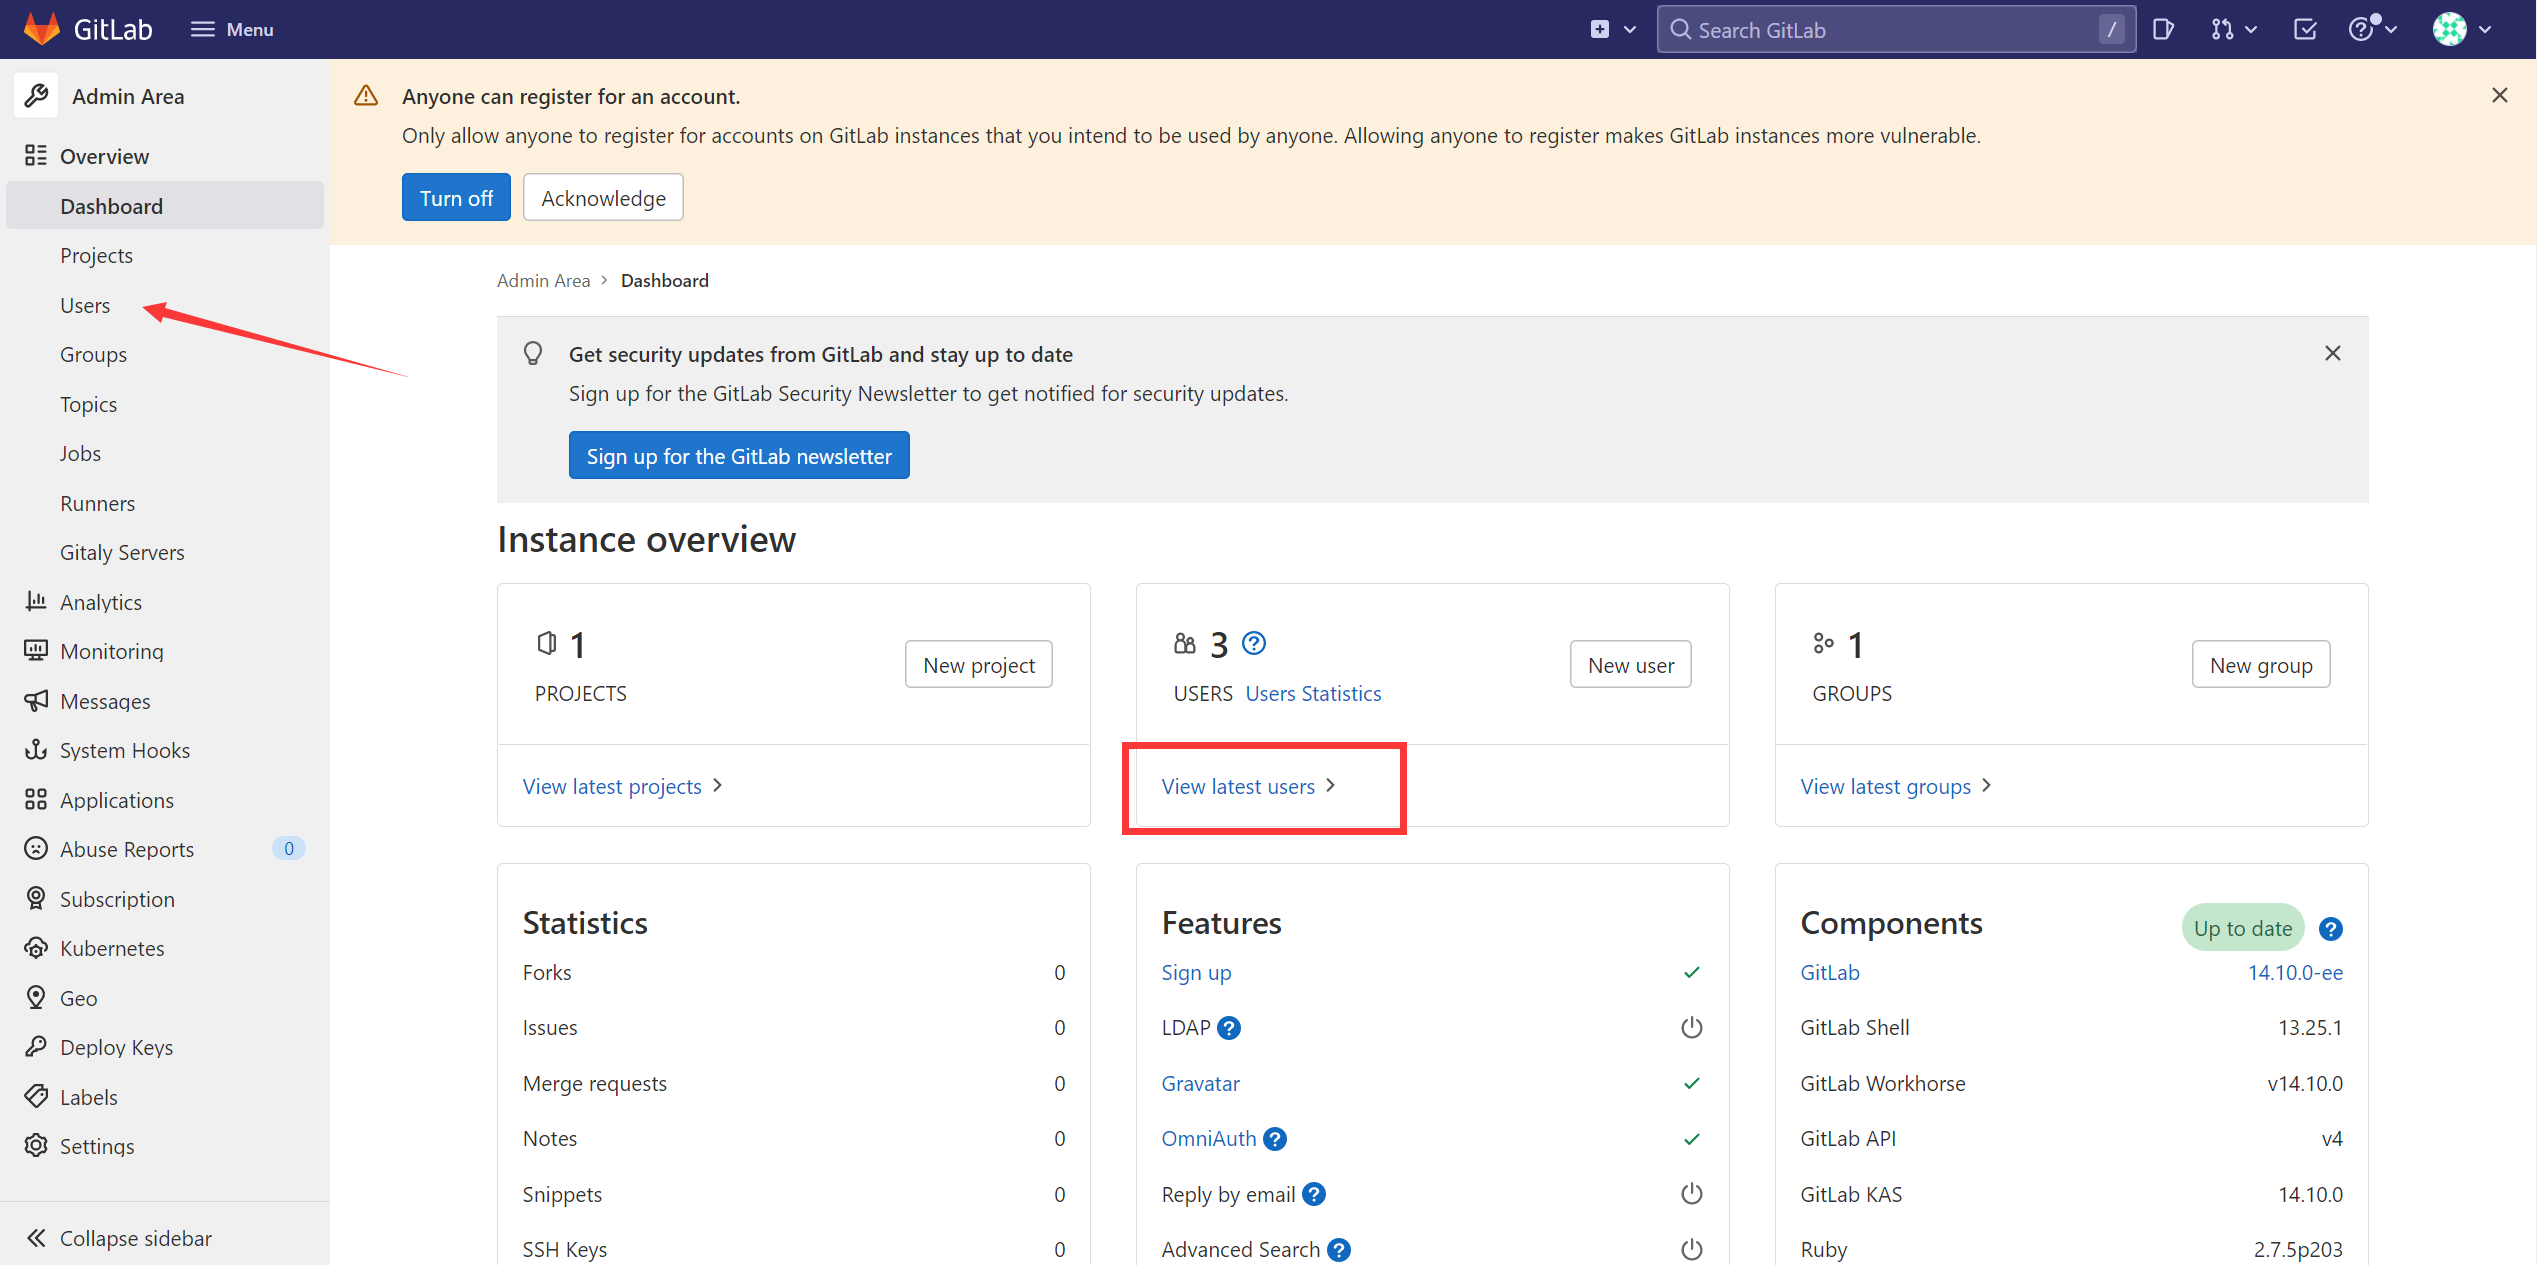 GitLab
Menu
Search GitLab
/
Admin Area
Overview
Dashboard
Projects
Users
Groups
Topics
Jobs
Runners
Gitaly Servers
Analytics
Monitoring
Messages
System Hooks
Applications
Abuse Reports 0
Subscription
Kubernetes
Geo
Deploy Keys
Labels
Settings
Collapse sidebar
Anyone can register for an account.
Only allow anyone to register for accounts on GitLab instances that you intend to be used by anyone. Allowing anyone to register makes GitLab instances more vulnerable.
Turn off Acknowledge
Admin Area › Dashboard
Get security updates from GitLab and stay up to date
Sign up for the GitLab Security Newsletter to get notified for security updates.
Sign up for the GitLab newsletter
Instance overview
1
PROJECTS
New project
View latest projects
3 ?
USERS Users Statistics
New user
View latest users
1
GROUPS
New group
View latest groups
Statistics
Forks 0
Issues 0
Merge requests 0
Notes 0
Snippets 0
SSH Keys 0
Features
Sign up
LDAP ?
Gravatar
OmniAuth ?
Reply by email ?
Advanced Search ?
Components Up to date ?
GitLab 14.10.0-ee
GitLab Shell 13.25.1
GitLab Workhorse v14.10.0
GitLab API v4
GitLab KAS 14.10.0
Ruby 2.7.5p203